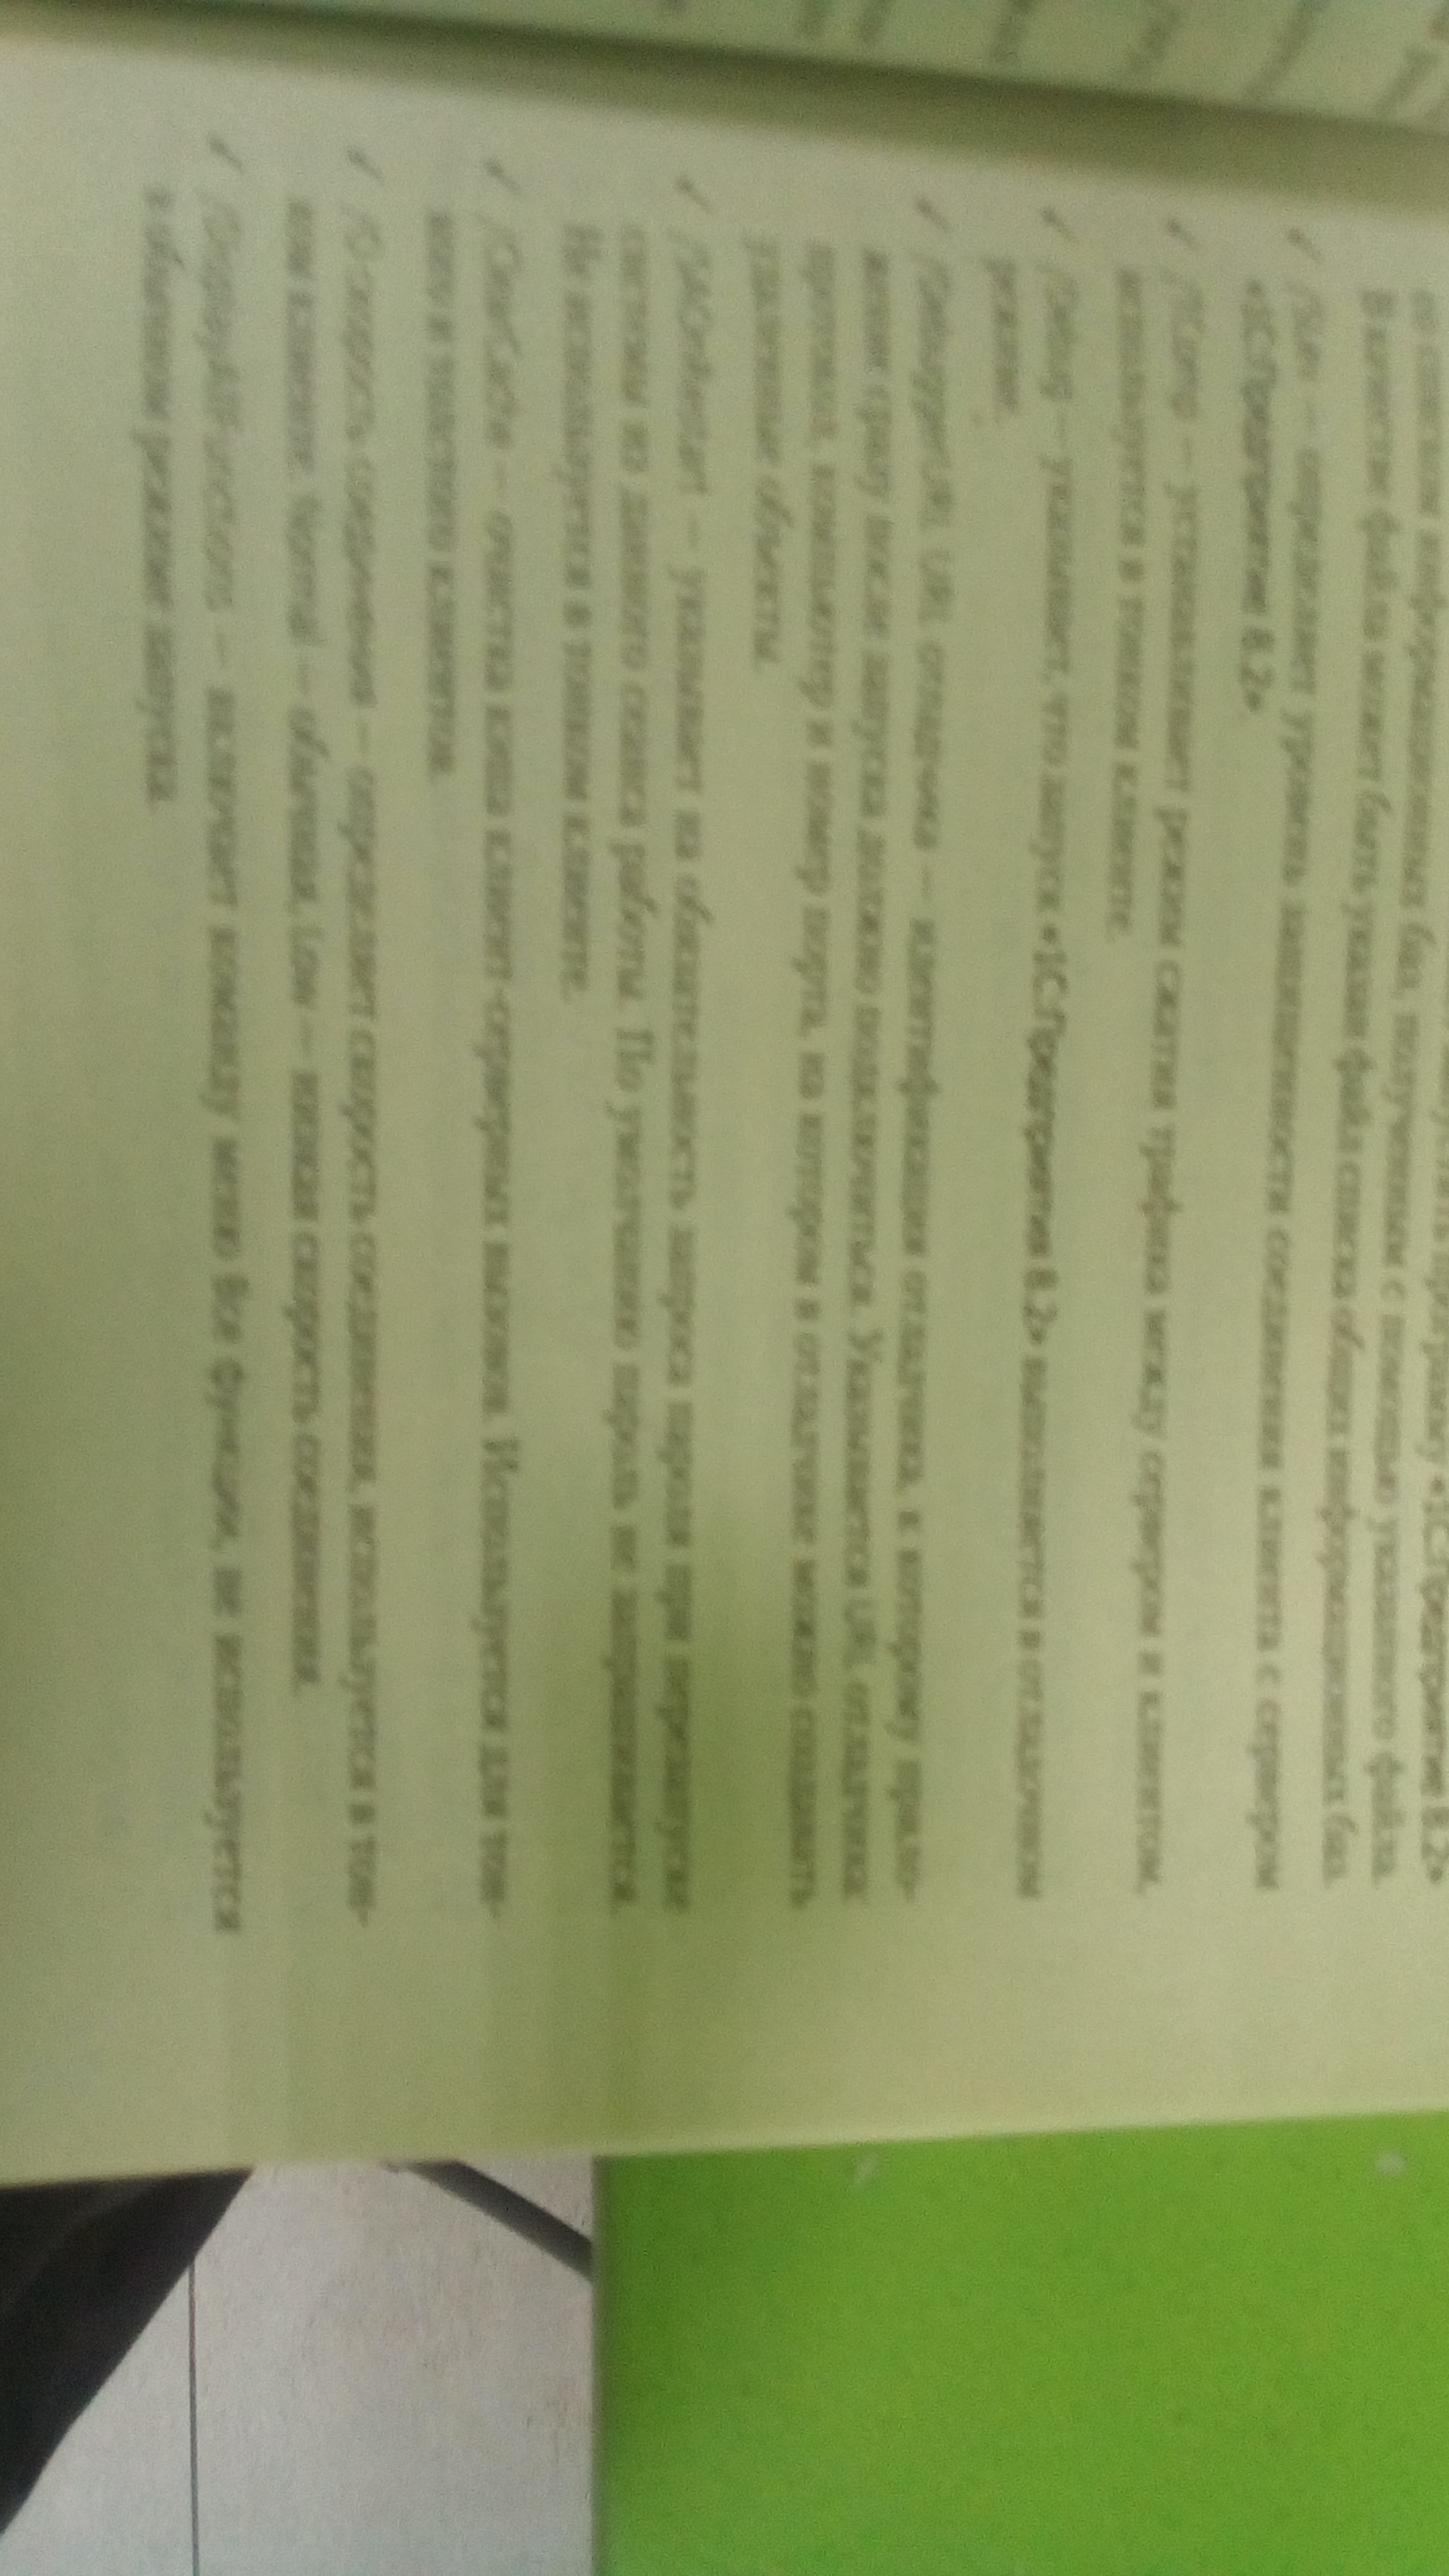 запустить программу «1С:Предприятие 8.2»
со списком информационных баз, полученным с помощью указанного файла.
В качестве файла может быть указан файл списка общих информационных баз.
✓ — определяет уровень защищенности соединения клиента с сервером
«1С:Предприятие 8.2».
✓ — устанавливает режим сжатия трафика между сервером и клиентом,
используется в тонком клиенте.
✓ /Debug — указывает, что запуск «1С:Предприятия 8.2» выполняется в отладочном
режиме.
✓ /DebuggerURL URL отладчика — идентификация отладчика, к которому прило-
жение сразу после запуска должно подключиться. Указывается URL отладчика:
протокол, компьютер и номер порта, на котором в отладчике можно создавать
удаленные объекты.
✓ /SAOnRestart — указывает на обязательность запроса пароля при перезапуске
системы из данного сеанса работы. По умолчанию пароль не запрашивается.
Не используется в тонком клиенте.
✓ /ClearCache — очистка кэша клиент-серверных вызовов. Используется для тон-
кого и толстого клиентов.
✓ /O скорость соединения — определяет скорость соединения, используется в тон-
ком клиенте. Normal — обычная, Low — низкая скорость соединения.
✓ /DisplayAllFunctions — включает команду меню Все функции, не используется
в обычном режиме запуска.